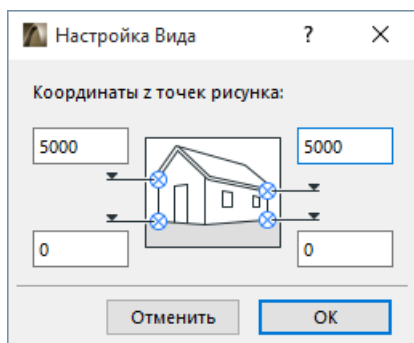 Настройка Вида ?
Координаты z точек рисунка:
5000 5000
0 0
Отменить OK